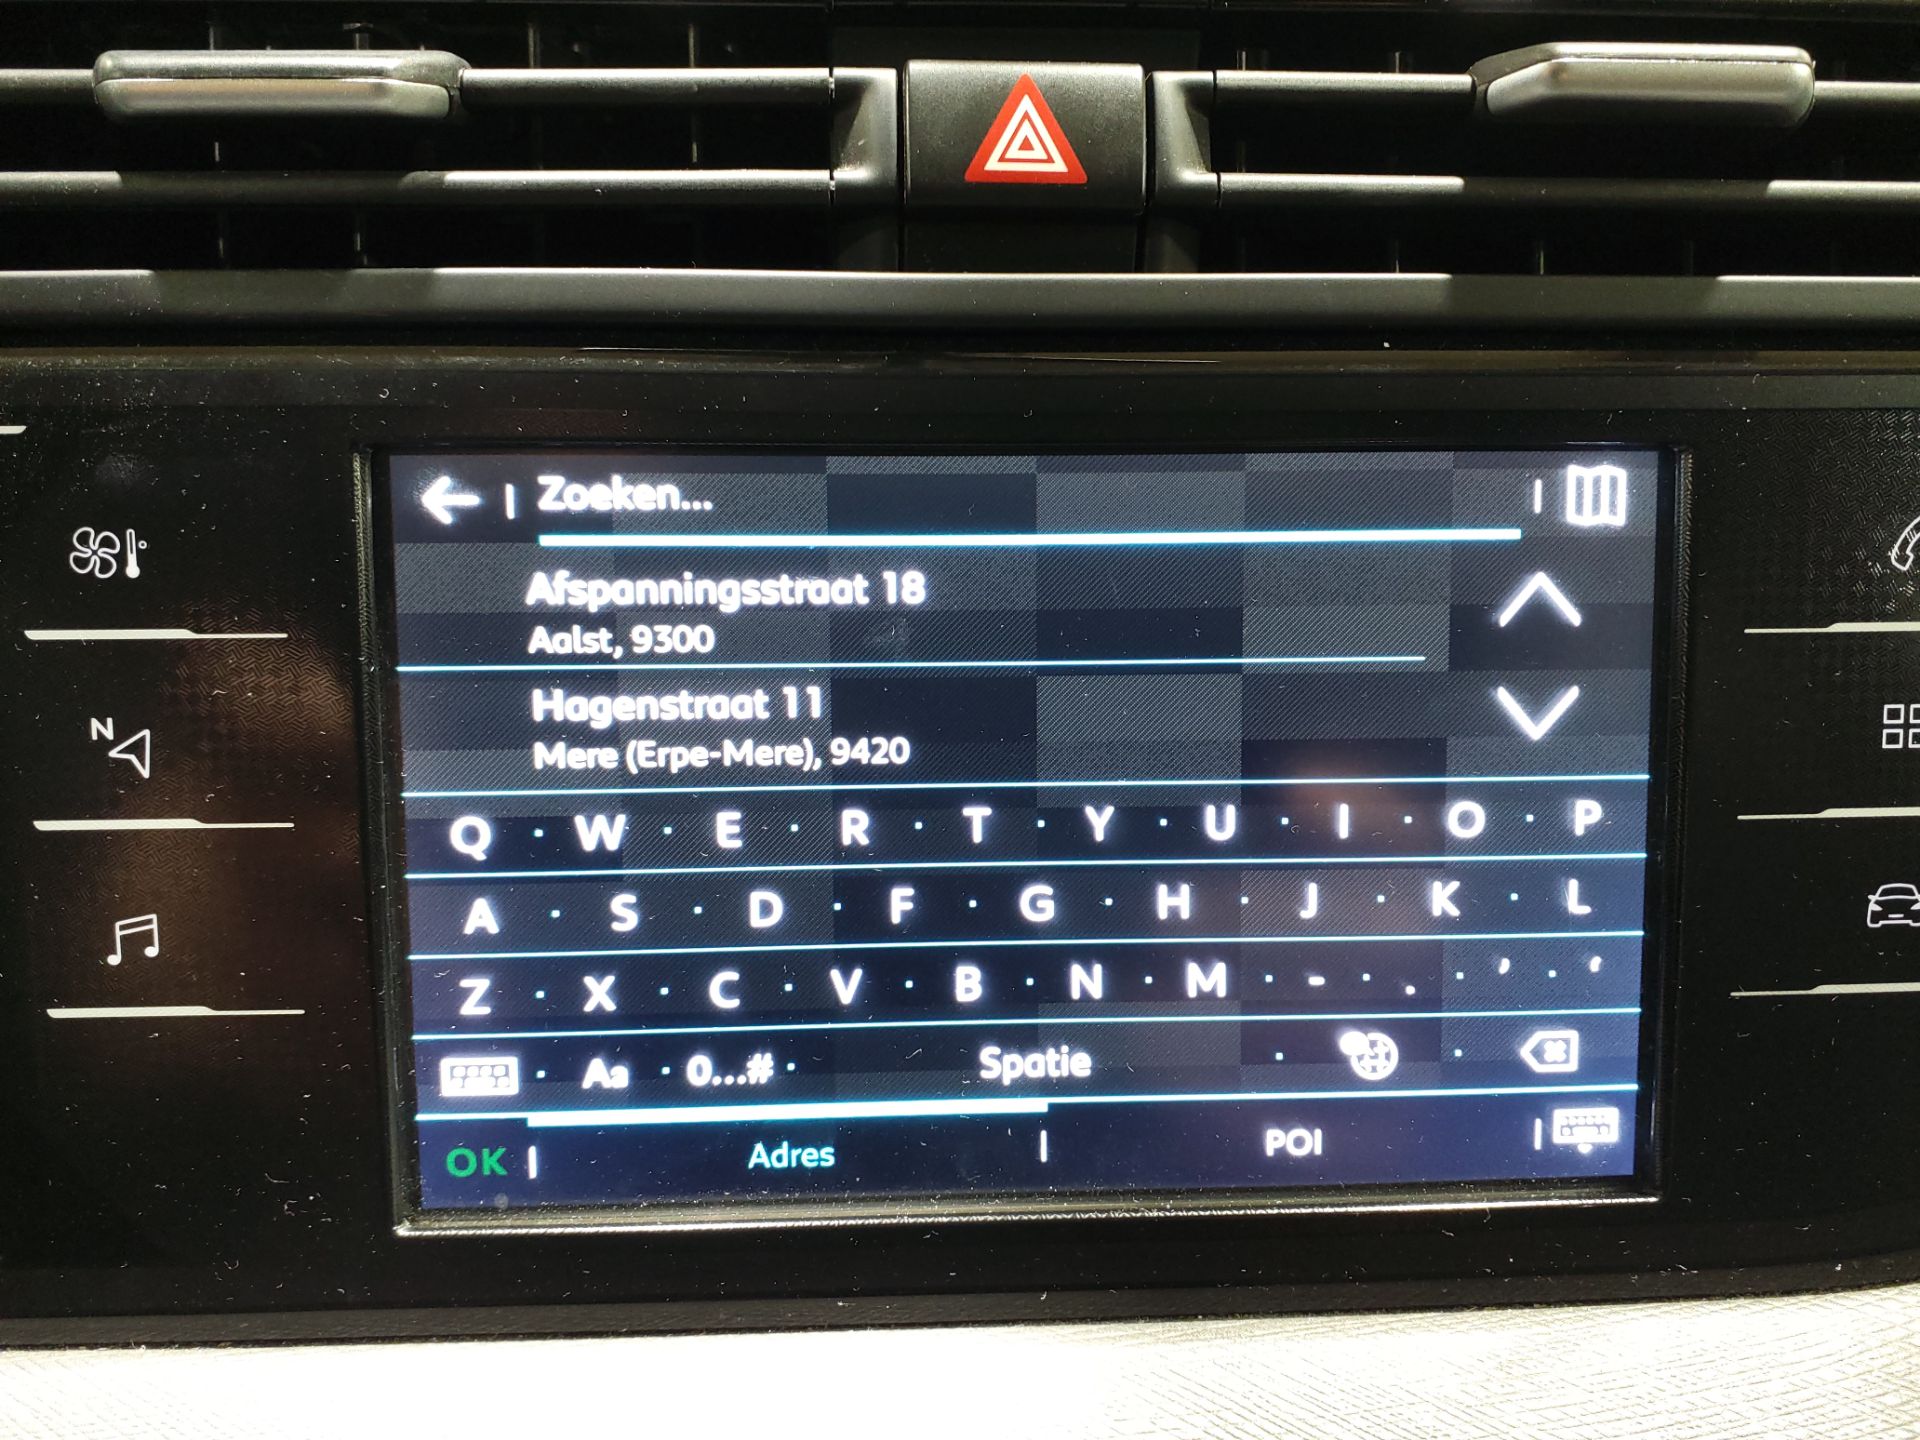 Zoeken...
Afspanningsstraat 18
Aalst, 9300
Hagenstraat 11
Mere (Erpe-Mere), 9420
N
Q W E R T Y U I O P
A S D F G H J K L
Z X C V B N M - . , '
Aa 0...# Spatie
OK Adres POI